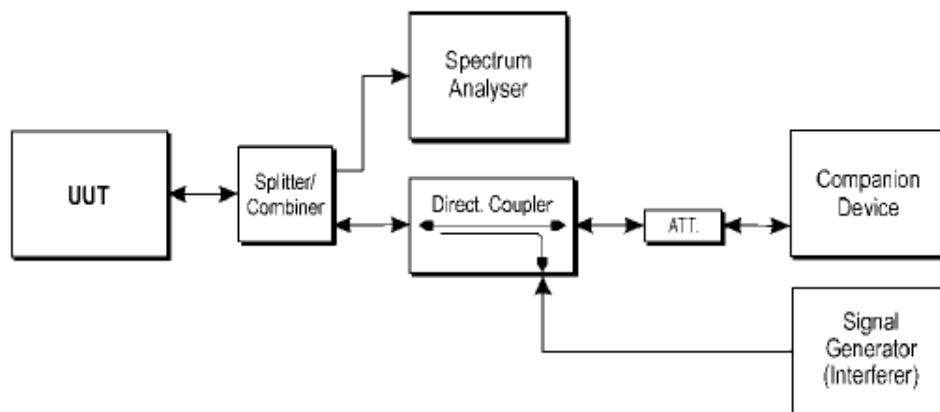 Spectrum
Analyser
UUT
Splitter/
Combiner
Direct. Coupler
ATT.
Companion
Device
Signal
Generator
(Interferer)